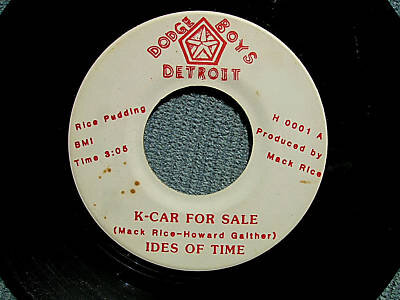 DODGE BOYS
DETROIT
Rice Pudding
BMI
Time 3:05
H 0001 A
Produced by
Mack Rice
K-CAR FOR SALE
(Mack Rice-Howard Gaither)
IDES OF TIME